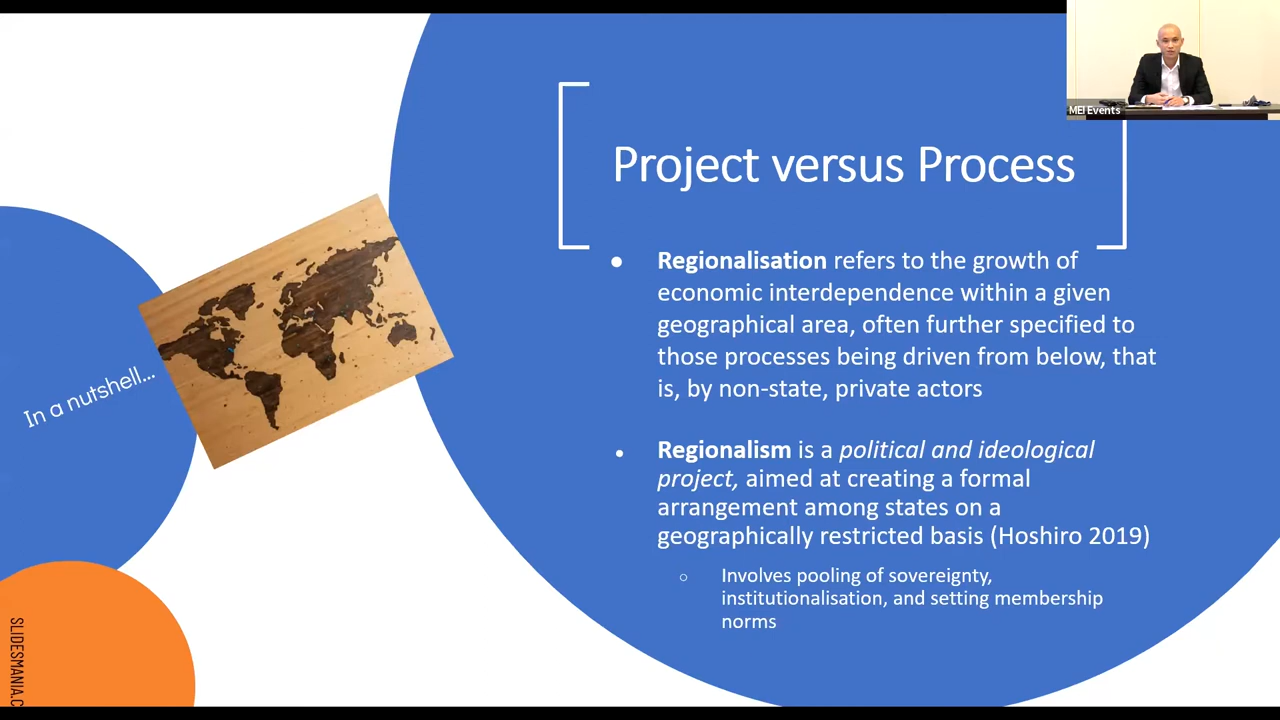 MEI Events
Project versus Process
● Regionalisation refers to the growth of
economic interdependence within a given
geographical area, often further specified to
those processes being driven from below, that
is, by non-state, private actors
• Regionalism is a political and ideological
project, aimed at creating a formal
arrangement among states on a
geographically restricted basis (Hoshiro 2019)
○ Involves pooling of sovereignty,
institutionalisation, and setting membership
norms
In a nutshell...
SLIDESMANIA.C